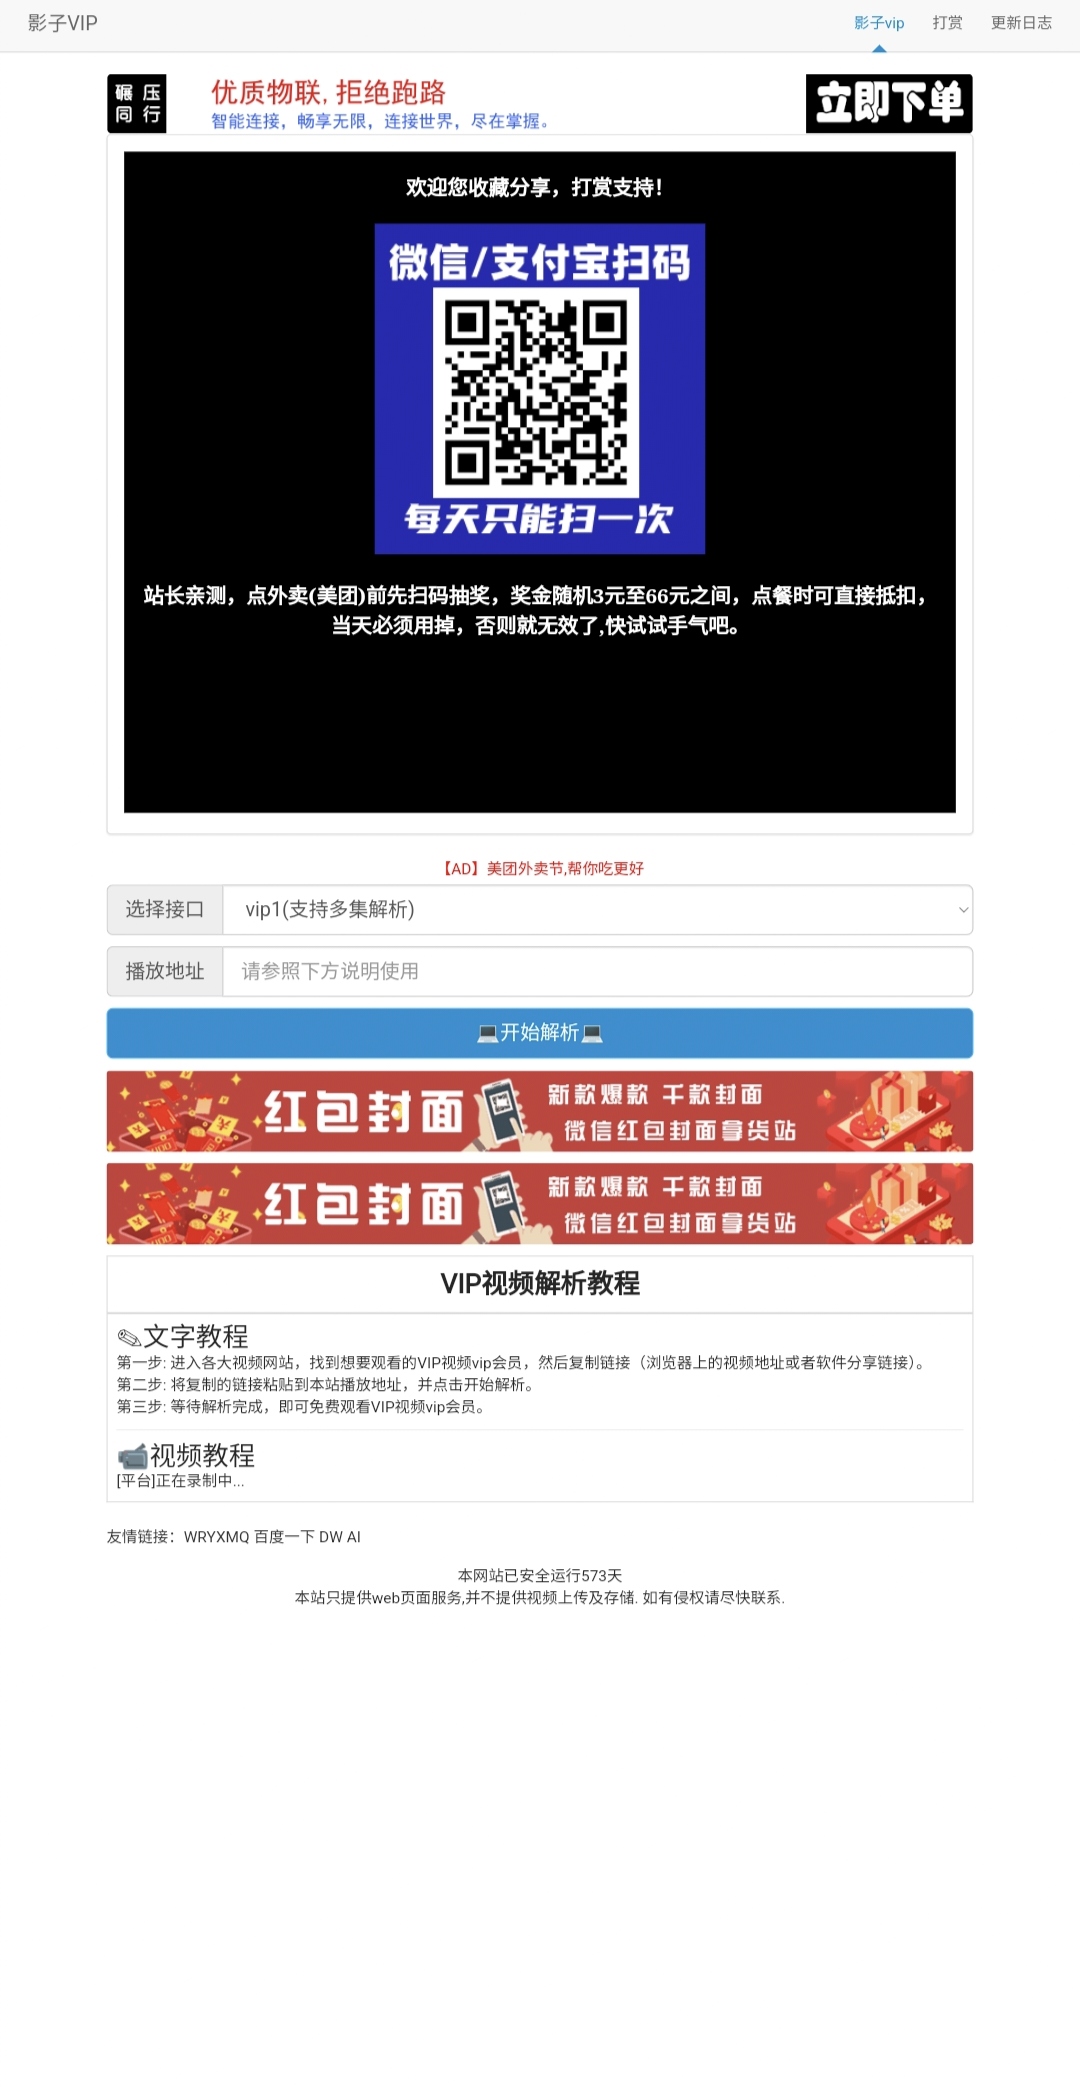 影子VIP
影子vip 打赏 更新日志
碾压
同行
优质物联, 拒绝跑路
智能连接，畅享无限，连接世界，尽在掌握。
立即下单
欢迎您收藏分享，打赏支持！
微信/支付宝扫码
每天只能扫一次
站长亲测，点外卖(美团)前先扫码抽奖，奖金随机3元至66元之间，点餐时可直接抵扣，
当天必须用掉，否则就无效了,快试试手气吧。
【AD】美团外卖节,帮你吃更好
选择接口 vip1(支持多集解析)
播放地址 请参照下方说明使用
💻开始解析💻
红包封面
新款爆款 千款封面
微信红包封面拿货站
红包封面
新款爆款 千款封面
微信红包封面拿货站
VIP视频解析教程
✎文字教程
第一步: 进入各大视频网站，找到想要观看的VIP视频vip会员，然后复制链接（浏览器上的视频地址或者软件分享链接）。
第二步: 将复制的链接粘贴到本站播放地址，并点击开始解析。
第三步: 等待解析完成，即可免费观看VIP视频vip会员。
📹视频教程
[平台]正在录制中...
友情链接：WRYXMQ 百度一下 DW AI
本网站已安全运行573天
本站只提供web页面服务,并不提供视频上传及存储. 如有侵权请尽快联系.